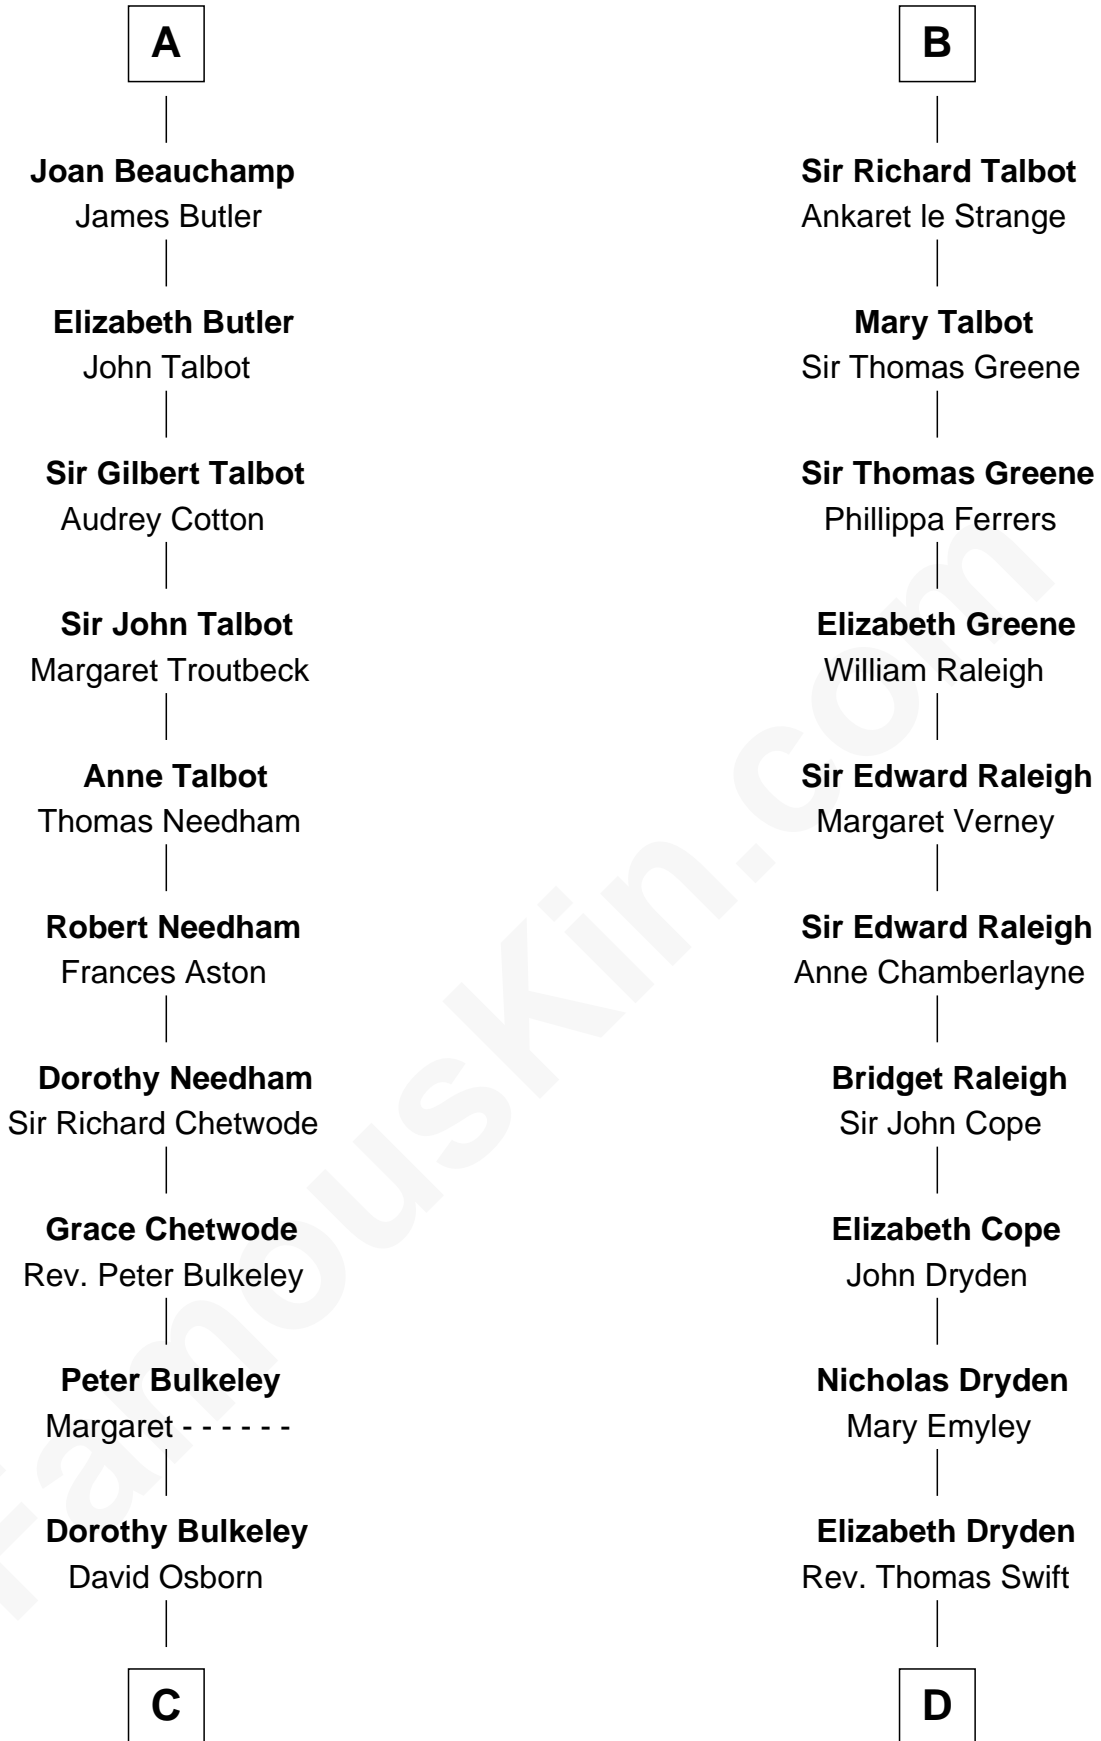 A
Joan Beauchamp
James Butler
Elizabeth Butler
John Talbot
Sir Gilbert Talbot
Audrey Cotton
Sir John Talbot
Margaret Troutbeck
Anne Talbot
Thomas Needham
Robert Needham
Frances Aston
Dorothy Needham
Sir Richard Chetwode
Grace Chetwode
Rev. Peter Bulkeley
Peter Bulkeley
Margaret - - - - - -
Dorothy Bulkeley
David Osborn
C
B
Sir Richard Talbot
Ankaret le Strange
Mary Talbot
Sir Thomas Greene
Sir Thomas Greene
Phillippa Ferrers
Elizabeth Greene
William Raleigh
Sir Edward Raleigh
Margaret Verney
Sir Edward Raleigh
Anne Chamberlayne
Bridget Raleigh
Sir John Cope
Elizabeth Cope
John Dryden
Nicholas Dryden
Mary Emyley
Elizabeth Dryden
Rev. Thomas Swift
D
FamousKin.com